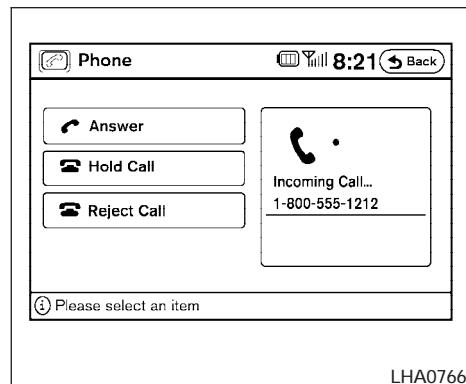 Phone
8:21
Back
Answer
Hold Call
Reject Call
Incoming Call...
1-800-555-1212
Please select an item
LHA0766